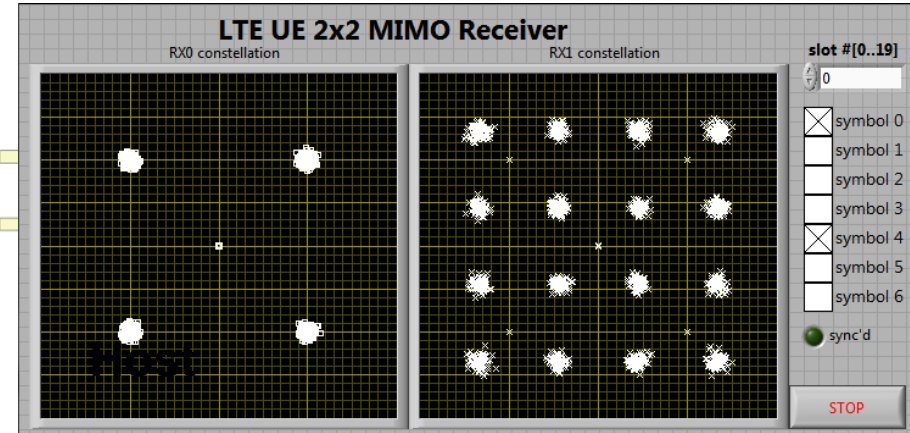 LTE UE 2x2 MIMO Receiver
RX0 constellation
RX1 constellation
slot #[0..19]
0
symbol 0
symbol 1
symbol 2
symbol 3
symbol 4
symbol 5
symbol 6
sync'd
STOP
Host